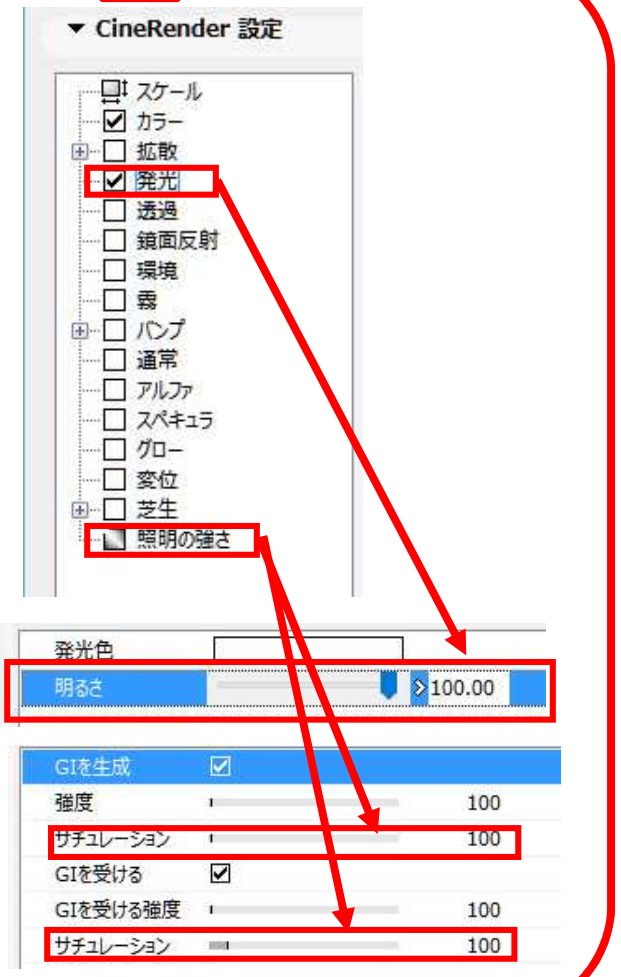 CineRender 設定
スケール
カラー
拡散
発光
透過
鏡面反射
環境
霧
バンプ
通常
アルファ
スペキュラ
グロー
変位
芝生
照明の強さ
発光色
明るさ 100.00
GIを生成
強度 100
サチュレーション 100
GIを受ける
GIを受ける強度 100
サチュレーション 100